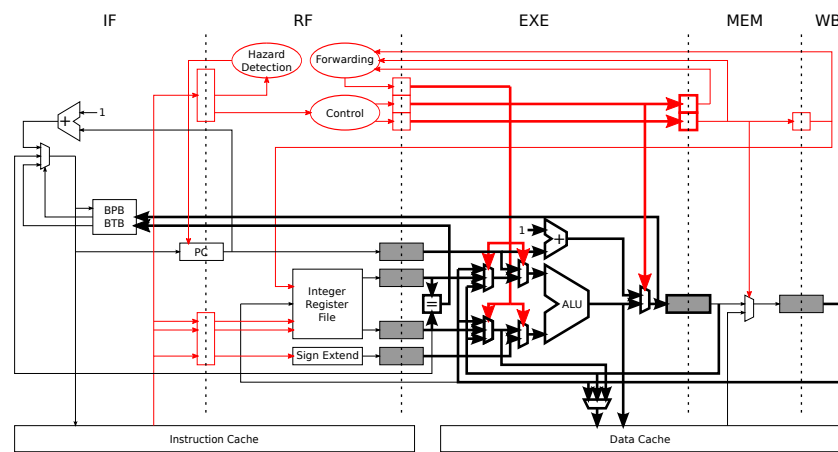 IF
RF
EXE
MEM
WB
Hazard
Detection
Forwarding
Control
1
+
BPB
BTB
PC
1
+
Integer
Register
File
=
ALU
Sign Extend
Instruction Cache
Data Cache